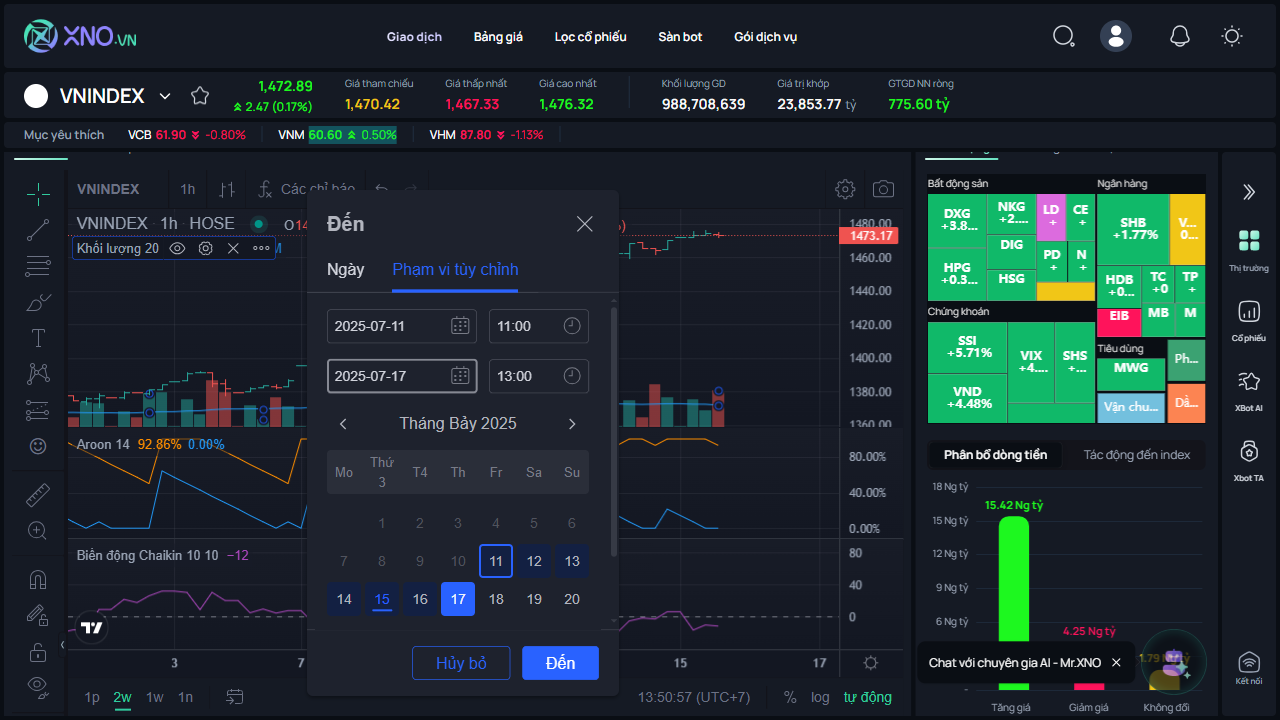 XNO.VN
Giao dịch
Bảng giá
Lọc cổ phiếu
Sàn bot
Gói dịch vụ
VNINDEX
1,472.89
2.47 (0.17%)
Giá tham chiếu
1,470.42
Giá thấp nhất
1,467.33
Giá cao nhất
1,476.32
Khối lượng GD
988,708,639
Giá trị khớp
23,853.77 tỷ
GTGD NN ròng
775.60 tỷ
Mục yêu thích
VCB 61.90 -0.80%
VNM 60.60 0.50%
VHM 87.80 -1.13%
VNINDEX
1h
Các chỉ báo
VNINDEX · 1h · HOSE
Khối lượng 20
Đến
Ngày
Phạm vi tùy chỉnh
2025-07-11
11:00
2025-07-17
13:00
Tháng Bảy 2025
Mo
Thứ 3
T4
Th
Fr
Sa
Su
1 2 3 4 5 6
7 8 9 10 11 12 13
14 15 16 17 18 19 20
Hủy bỏ
Đến
1480.00
1473.17
1460.00
1440.00
1420.00
1400.00
1380.00
1360.00
Aroon 14 92.86% 0.00%
80.00%
40.00%
0.00%
Biến động Chaikin 10 10 −12
80
40
0
3
7
15
17
1p
2w
1w
1n
13:50:57 (UTC+7)
%
log
tự động
Bất động sản
DXG
+3.8...
NKG
+2....
LD
+
CE
+
HPG
+0.3...
DIG
HSG
PD
+
N
+
Ngân hàng
SHB
+1.77%
V...
0...
HDB
+0...
TC
+0
TP
+
EIB
MB
M
Chứng khoán
SSI
+5.71%
VND
+4.48%
VIX
+4....
SHS
+...
Tiêu dùng
MWG
Ph...
Vận chu...
Dầ...
Phân bổ dòng tiền
Tác động đến index
18 Ng tỷ
15 Ng tỷ
12 Ng tỷ
9 Ng tỷ
6 Ng tỷ
15.42 Ng tỷ
4.25 Ng tỷ
1.79
Tăng giá
Giảm giá
Không đổi
Chat với chuyên gia AI - Mr.XNO
Thị trường
Cổ phiếu
XBot AI
Xbot TA
Kết nối